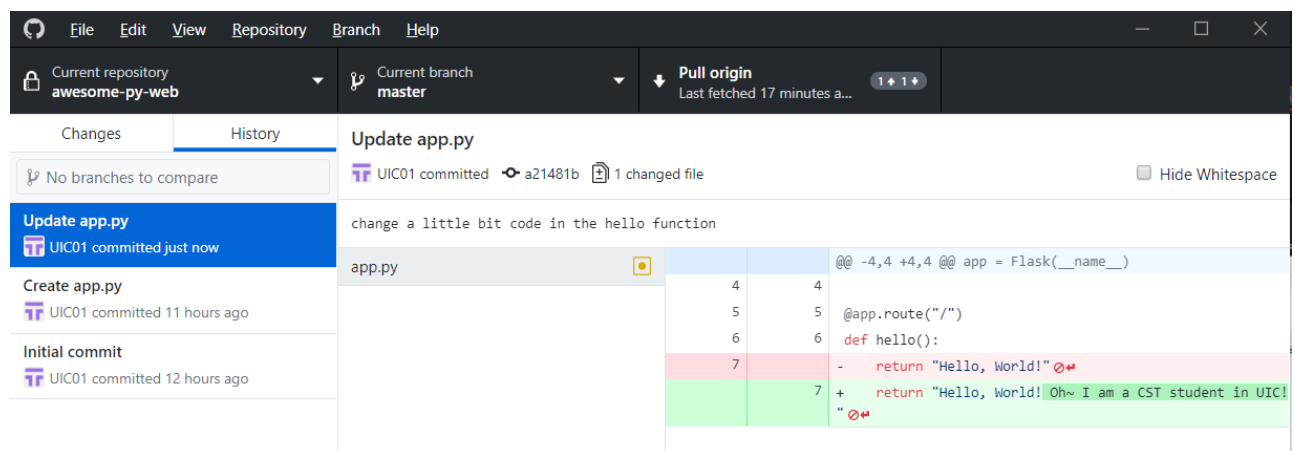 File Edit View Repository Branch Help
Current repository
awesome-py-web
Current branch
master
Pull origin
Last fetched 17 minutes a...
1 1
Changes History
No branches to compare
Update app.py
UIC01 committed just now
Create app.py
UIC01 committed 11 hours ago
Initial commit
UIC01 committed 12 hours ago
Update app.py
UIC01 committed a21481b 1 changed file
Hide Whitespace
change a little bit code in the hello function
app.py
@@ -4,4 +4,4 @@ app = Flask(__name__)
4 4
5 5 @app.route("/")
6 6 def hello():
7 - return "Hello, World!"
7 + return "Hello, World! Oh~ I am a CST student in UIC!
"